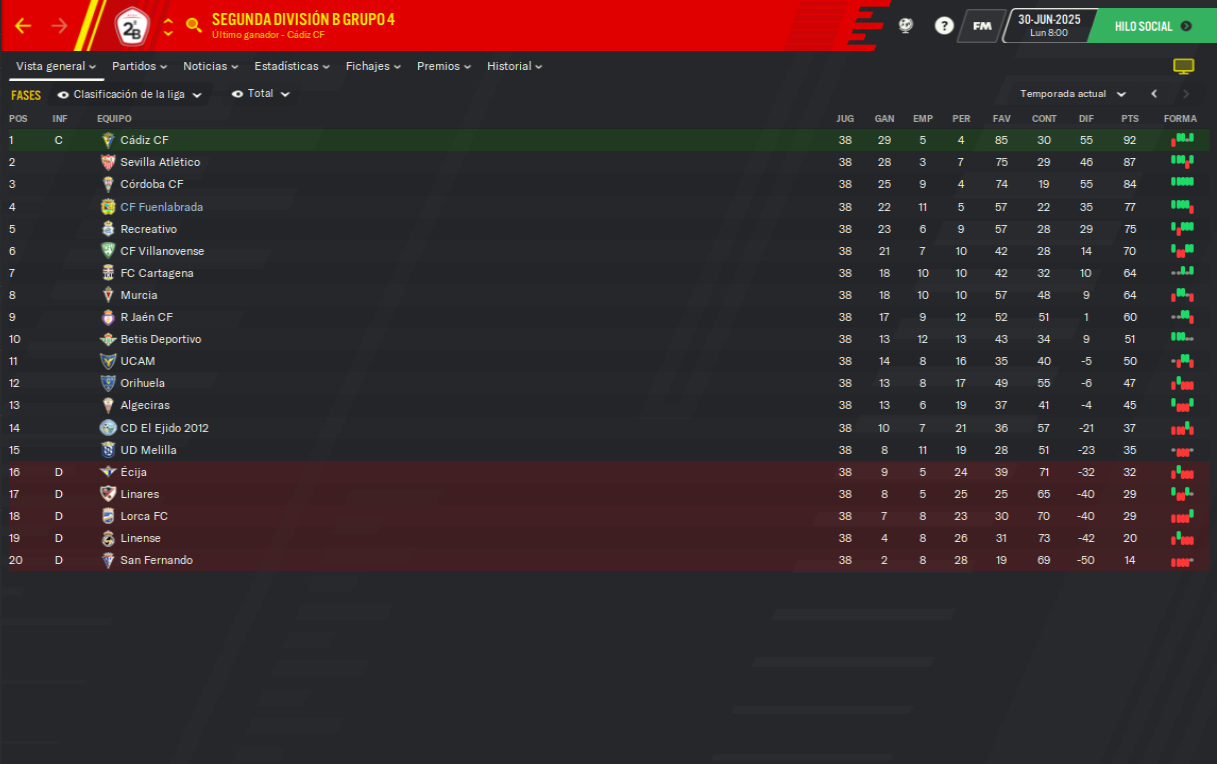 SEGUNDA DIVISIÓN B GRUPO 4
Último ganador - Cádiz CF
2ª B
?
FM
30-JUN-2025
Lun 8:00
HILO SOCIAL
Vista general Partidos Noticias Estadísticas Fichajes Premios Historial
FASES Clasificación de la liga Total Temporada actual
POS INF EQUIPO JUG GAN EMP PER FAV CONT DIF PTS FORMA
1 C Cádiz CF 38 29 5 4 85 30 55 92
2 Sevilla Atlético 38 28 3 7 75 29 46 87
3 Córdoba CF 38 25 9 4 74 19 55 84
4 CF Fuenlabrada 38 22 11 5 57 22 35 77
5 Recreativo 38 23 6 9 57 28 29 75
6 CF Villanovense 38 21 7 10 42 28 14 70
7 FC Cartagena 38 18 10 10 42 32 10 64
8 Murcia 38 18 10 10 57 48 9 64
9 R Jaén CF 38 17 9 12 52 51 1 60
10 Betis Deportivo 38 13 12 13 43 34 9 51
11 UCAM 38 14 8 16 35 40 -5 50
12 Orihuela 38 13 8 17 49 55 -6 47
13 Algeciras 38 13 6 19 37 41 -4 45
14 CD El Ejido 2012 38 10 7 21 36 57 -21 37
15 UD Melilla 38 8 11 19 28 51 -23 35
16 D Écija 38 9 5 24 39 71 -32 32
17 D Linares 38 8 5 25 25 65 -40 29
18 D Lorca FC 38 7 8 23 30 70 -40 29
19 D Linense 38 4 8 26 31 73 -42 20
20 D San Fernando 38 2 8 28 19 69 -50 14